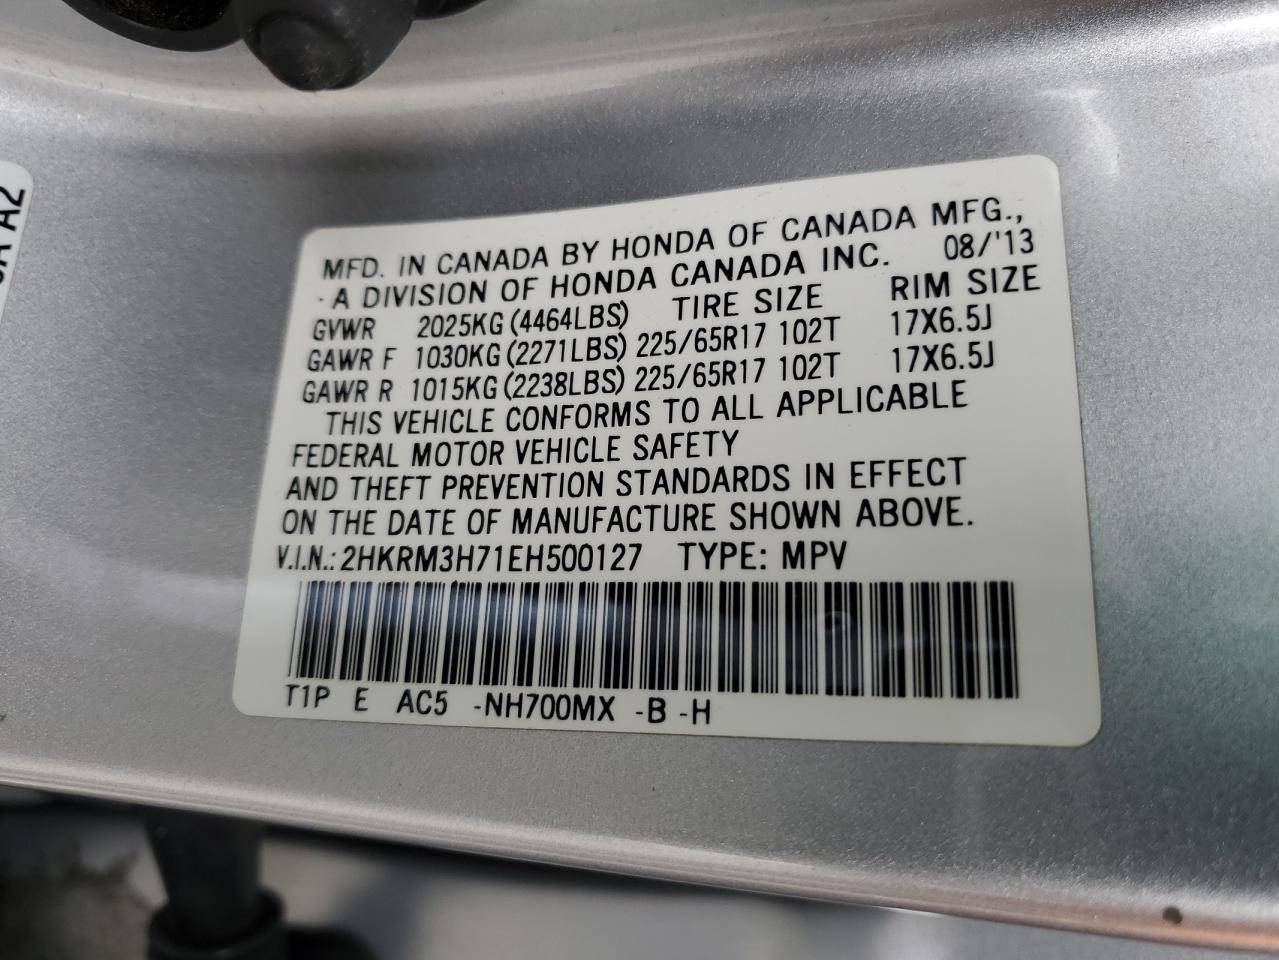 MFD. IN CANADA BY HONDA OF CANADA MFG.,
A DIVISION OF HONDA CANADA INC. 08/'13
GVWR 2025KG (4464LBS) TIRE SIZE RIM SIZE
GAWR F 1030KG (2271LBS) 225/65R17 102T 17X6.5J
GAWR R 1015KG (2238LBS) 225/65R17 102T 17X6.5J
THIS VEHICLE CONFORMS TO ALL APPLICABLE
FEDERAL MOTOR VEHICLE SAFETY
AND THEFT PREVENTION STANDARDS IN EFFECT
ON THE DATE OF MANUFACTURE SHOWN ABOVE.
V.I.N.: 2HKRM3H71EH500127 TYPE: MPV
T1P E AC5 -NH700MX -B -H
A2